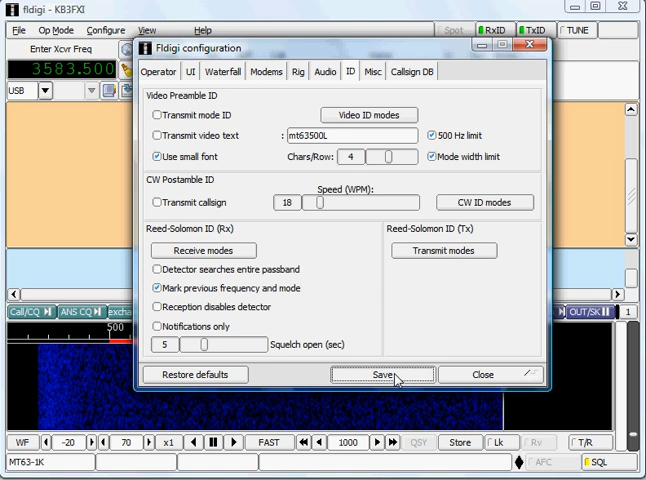 fldigi - KB3FXI
File Op Mode Configure View Help Spot RxID TxID TUNE
Enter Xcvr Freq
3583.500
USB
Fldigi configuration
Operator UI Waterfall Modems Rig Audio ID Misc Callsign DB
Video Preamble ID
Transmit mode ID Video ID modes
Transmit video text : mt63500L 500 Hz limit
Use small font Chars/Row: 4 Mode width limit
CW Postamble ID
Speed (WPM):
Transmit callsign 18 CW ID modes
Reed-Solomon ID (Rx) Reed-Solomon ID (Tx)
Receive modes Transmit modes
Detector searches entire passband
Mark previous frequency and mode
Reception disables detector
Notifications only
5 Squelch open (sec)
Restore defaults Save Close
Call/CQ ANS CQ OUT/SK 1
500
WF -20 70 x1 FAST 1000 QSY Store Lk Rv T/R
MT63-1K AFC SQL